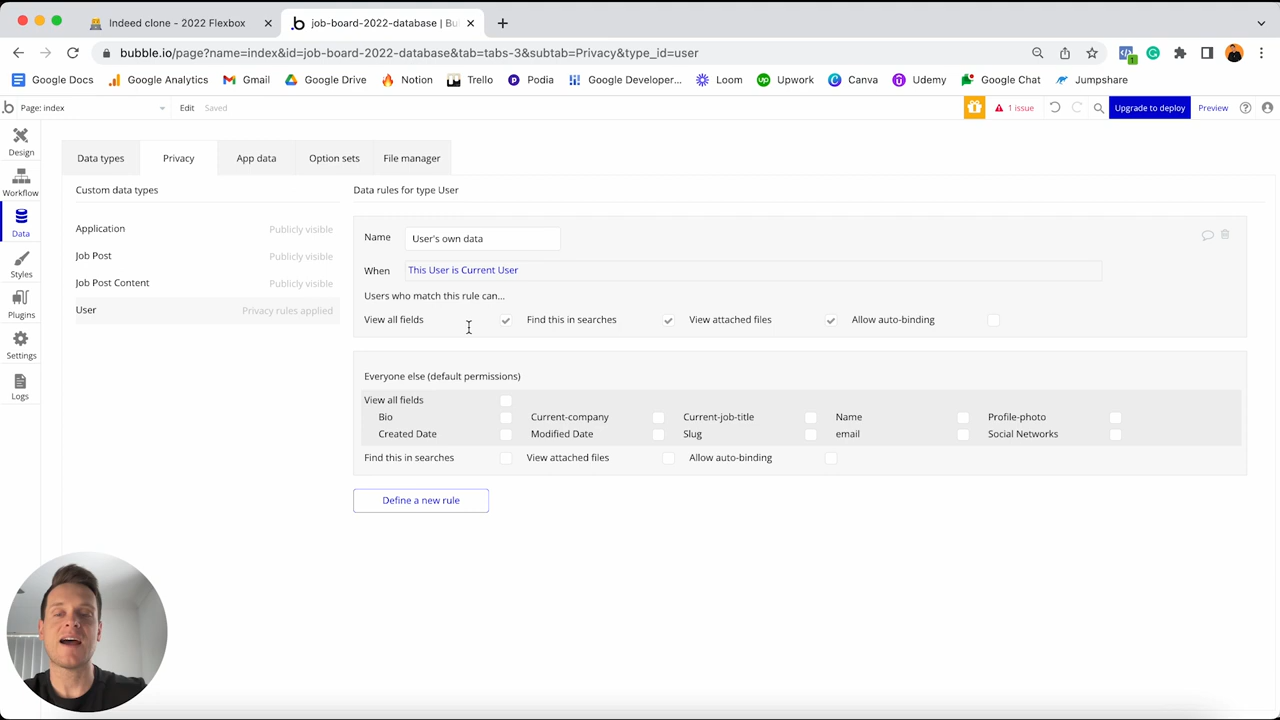 Indeed clone - 2022 Flexbox
job-board-2022-database | Bu
bubble.io/page?name=index&id=job-board-2022-database&tab=tabs-3&subtab=Privacy&type_id=user
1
Google Docs Google Analytics Gmail Google Drive Notion Trello Podia Google Developer... Loom Upwork Canva Udemy Google Chat Jumpshare
Page: index Edit Saved 1 issue Upgrade to deploy Preview
Design
Workflow
Data
Styles
Plugins
Settings
Logs
Data types Privacy App data Option sets File manager
Custom data types
Application Publicly visible
Job Post Publicly visible
Job Post Content Publicly visible
User Privacy rules applied
Data rules for type User
Name User's own data
When This User is Current User
Users who match this rule can...
View all fields Find this in searches View attached files Allow auto-binding
Everyone else (default permissions)
View all fields
Bio Current-company Current-job-title Name Profile-photo
Created Date Modified Date Slug email Social Networks
Find this in searches View attached files Allow auto-binding
Define a new rule